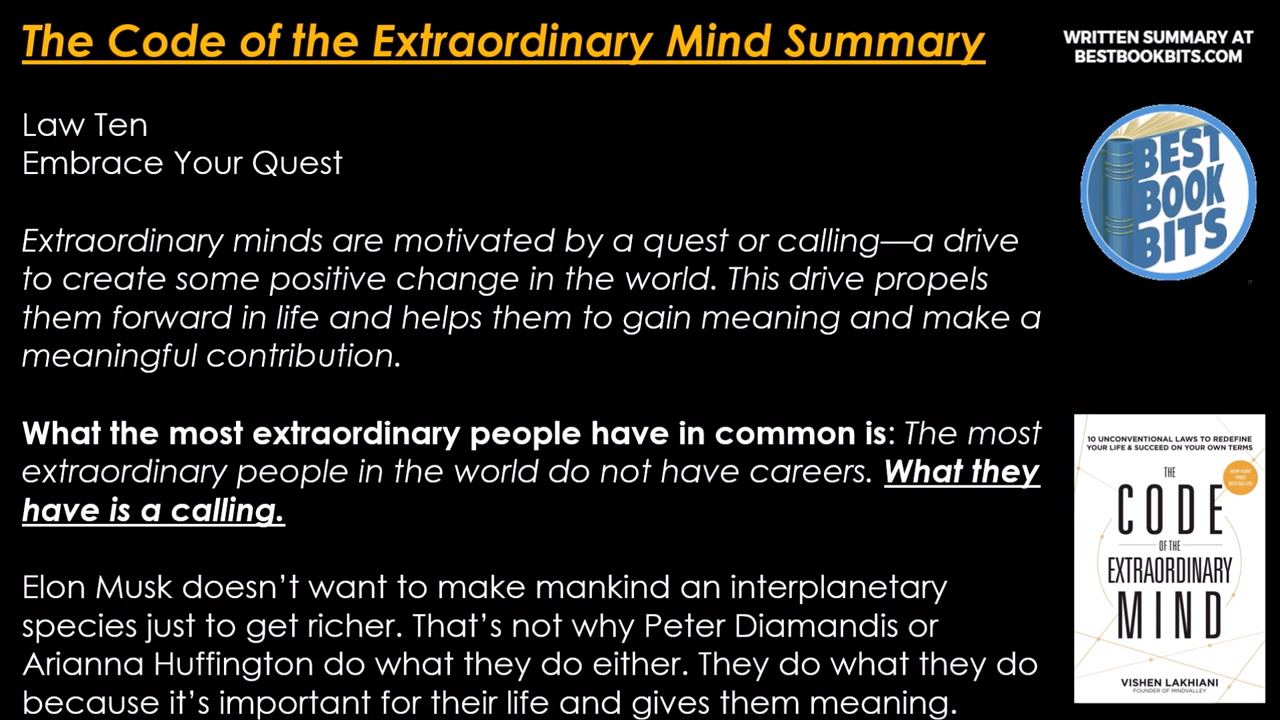 The Code of the Extraordinary Mind Summary
WRITTEN SUMMARY AT
BESTBOOKBITS.COM
Law Ten
Embrace Your Quest
BEST
BOOK
BITS
Extraordinary minds are motivated by a quest or calling—a drive
to create some positive change in the world. This drive propels
them forward in life and helps them to gain meaning and make a
meaningful contribution.
What the most extraordinary people have in common is: The most
extraordinary people in the world do not have careers. What they
have is a calling.
Elon Musk doesn’t want to make mankind an interplanetary
species just to get richer. That’s not why Peter Diamandis or
Arianna Huffington do what they do either. They do what they do
because it’s important for their life and gives them meaning.
10 UNCONVENTIONAL LAWS TO REDEFINE
YOUR LIFE & SUCCEED ON YOUR OWN TERMS
NEW YORK
TIMES
BESTSELLER
THE
CODE
OF THE
EXTRAORDINARY
MIND
VISHEN LAKHIANI
FOUNDER OF MINDVALLEY